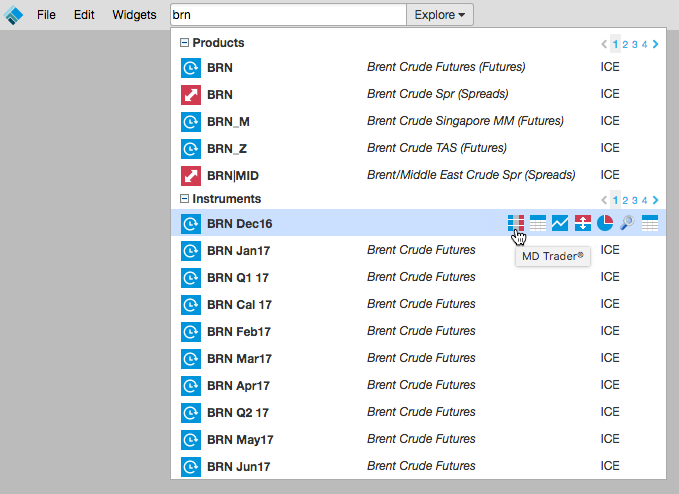 File Edit Widgets brn Explore
Products 1 2 3 4
BRN Brent Crude Futures (Futures) ICE
BRN Brent Crude Spr (Spreads) ICE
BRN_M Brent Crude Singapore MM (Futures) ICE
BRN_Z Brent Crude TAS (Futures) ICE
BRN|MID Brent/Middle East Crude Spr (Spreads) ICE
Instruments 1 2 3 4
BRN Dec16
BRN Jan17 Brent Crude Futures ICE
MD Trader®
BRN Q1 17 Brent Crude Futures ICE
BRN Cal 17 Brent Crude Futures ICE
BRN Feb17 Brent Crude Futures ICE
BRN Mar17 Brent Crude Futures ICE
BRN Apr17 Brent Crude Futures ICE
BRN Q2 17 Brent Crude Futures ICE
BRN May17 Brent Crude Futures ICE
BRN Jun17 Brent Crude Futures ICE